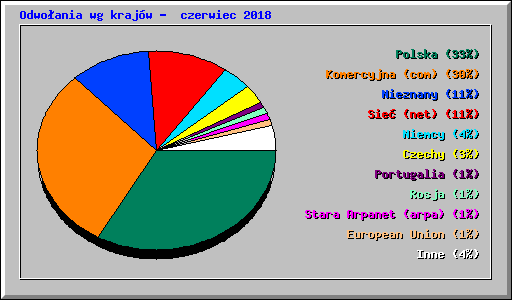 Odwołania wg krajów - czerwiec 2018
Polska (33%)
Komercyjna (com) (30%)
Nieznany (11%)
Sieć (net) (11%)
Niemcy (4%)
Czechy (3%)
Portugalia (1%)
Rosja (1%)
Stara Arpanet (arpa) (1%)
European Union (1%)
Inne (4%)